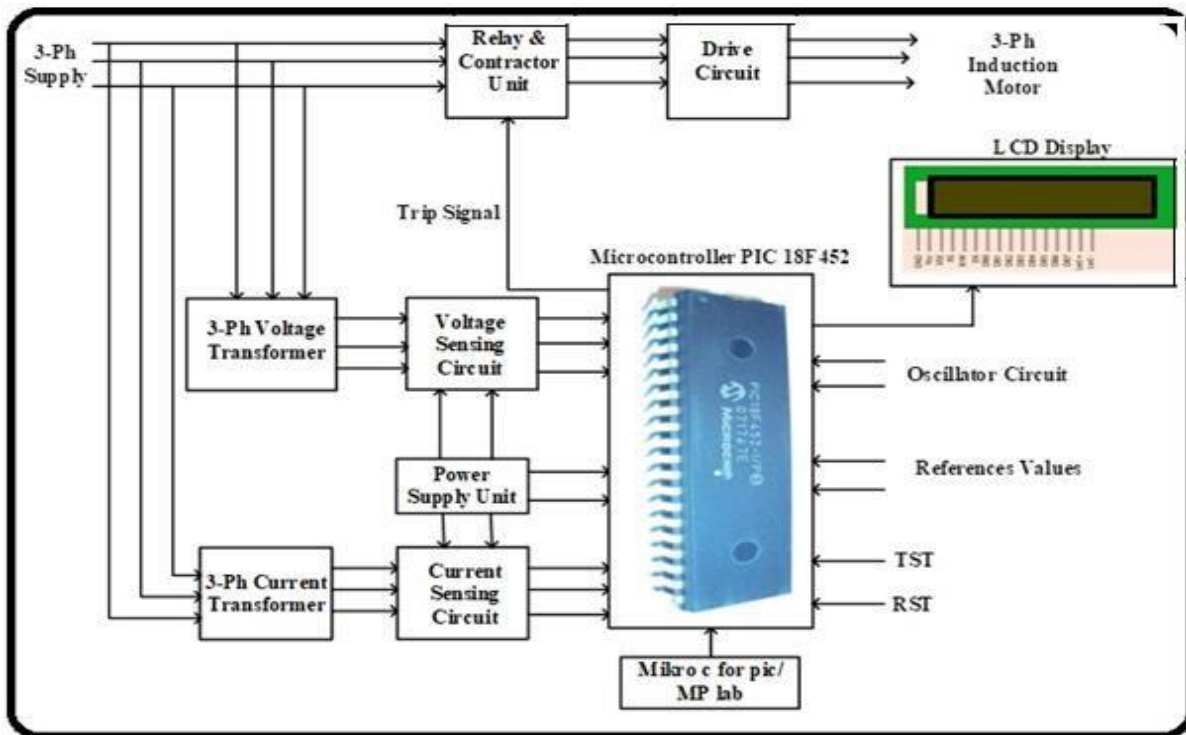 3-Ph
Supply
Relay &
Contractor
Unit
Drive
Circuit
3-Ph
Induction
Motor
LCD Display
Trip Signal
Microcontroller PIC 18F452
3-Ph Voltage
Transformer
Voltage
Sensing
Circuit
Oscillator Circuit
Power
Supply Unit
References Values
3-Ph Current
Transformer
Current
Sensing
Circuit
TST
RST
Mikro c for pic/
MP lab
MICROCHIP